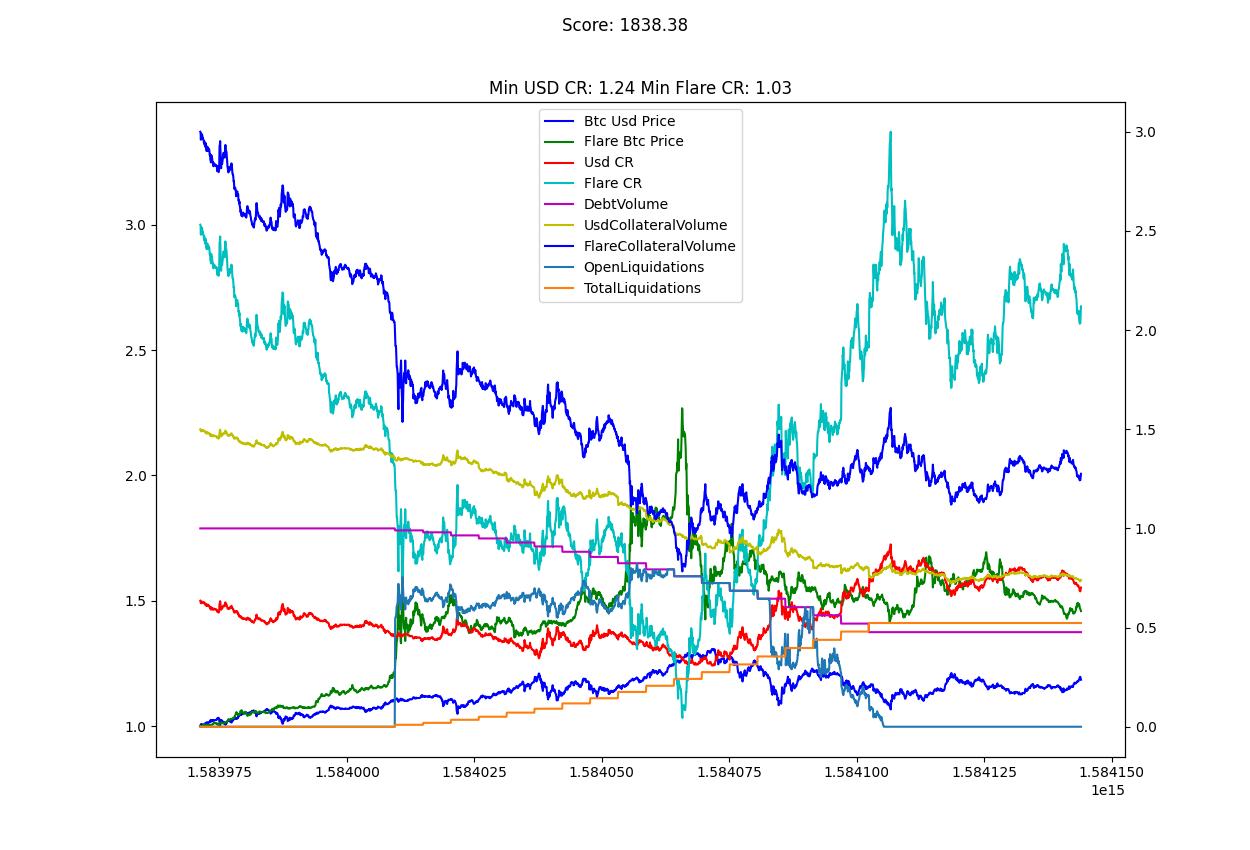 Score: 1838.38
Min USD CR: 1.24 Min Flare CR: 1.03
Btc Usd Price
Flare Btc Price
Usd CR
Flare CR
DebtVolume
UsdCollateralVolume
FlareCollateralVolume
OpenLiquidations
TotalLiquidations
3.0
2.5
2.0
1.5
1.0
3.0
2.5
2.0
1.5
1.0
0.5
0.0
1.583975 1.584000 1.584025 1.584050 1.584075 1.584100 1.584125 1.584150
1e15